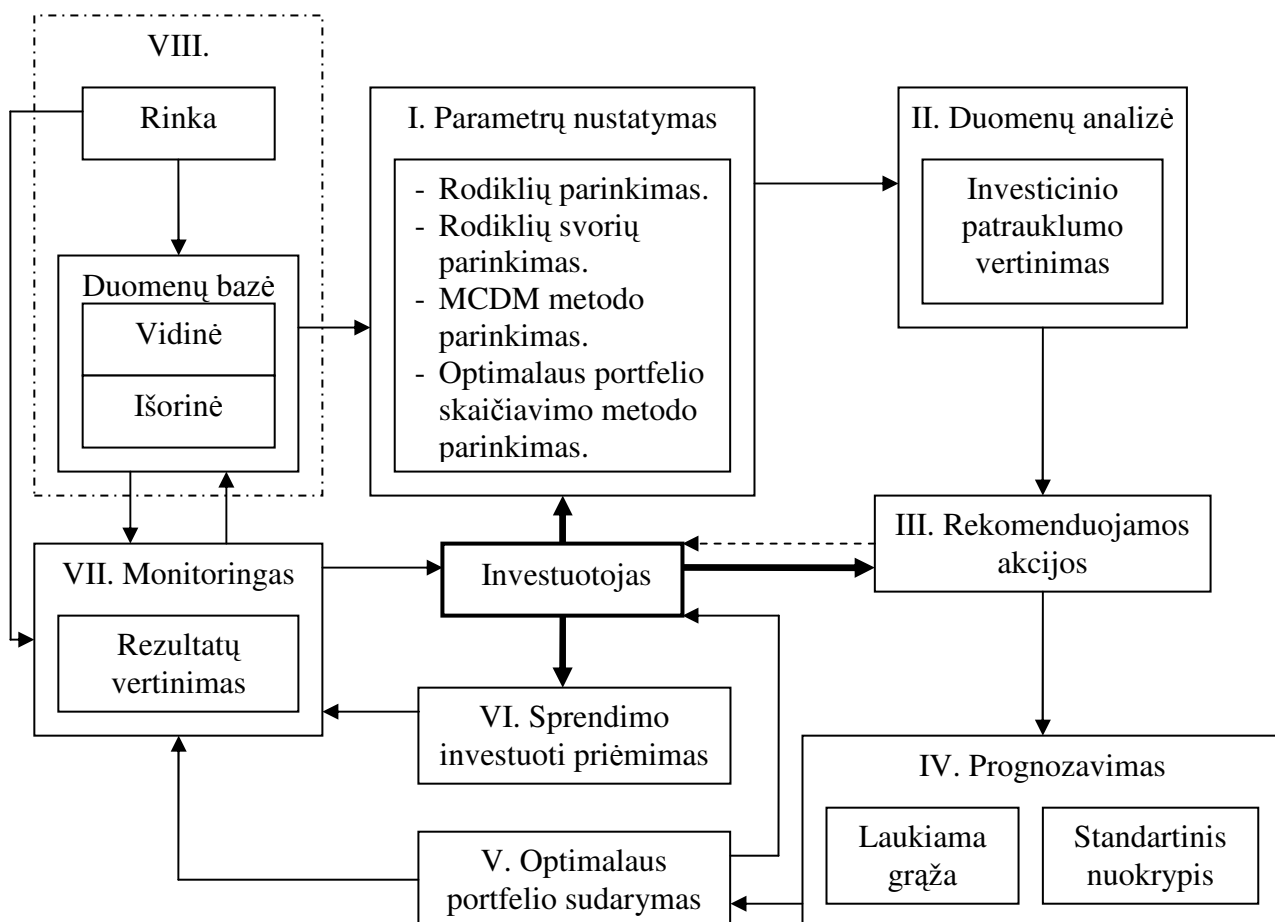 VIII.
Rinka
Duomenų bazė
Vidinė
Išorinė
I. Parametrų nustatymas
- Rodiklių parinkimas.
- Rodiklių svorių
parinkimas.
- MCDM metodo
parinkimas.
- Optimalaus portfelio
skaičiavimo metodo
parinkimas.
II. Duomenų analizė
Investicinio
patrauklumo
vertinimas
III. Rekomenduojamos
akcijos
Investuotojas
VII. Monitoringas
Rezultatų
vertinimas
VI. Sprendimo
investuoti priėmimas
IV. Prognozavimas
Laukiama
grąža
Standartinis
nuokrypis
V. Optimalaus
portfelio sudarymas